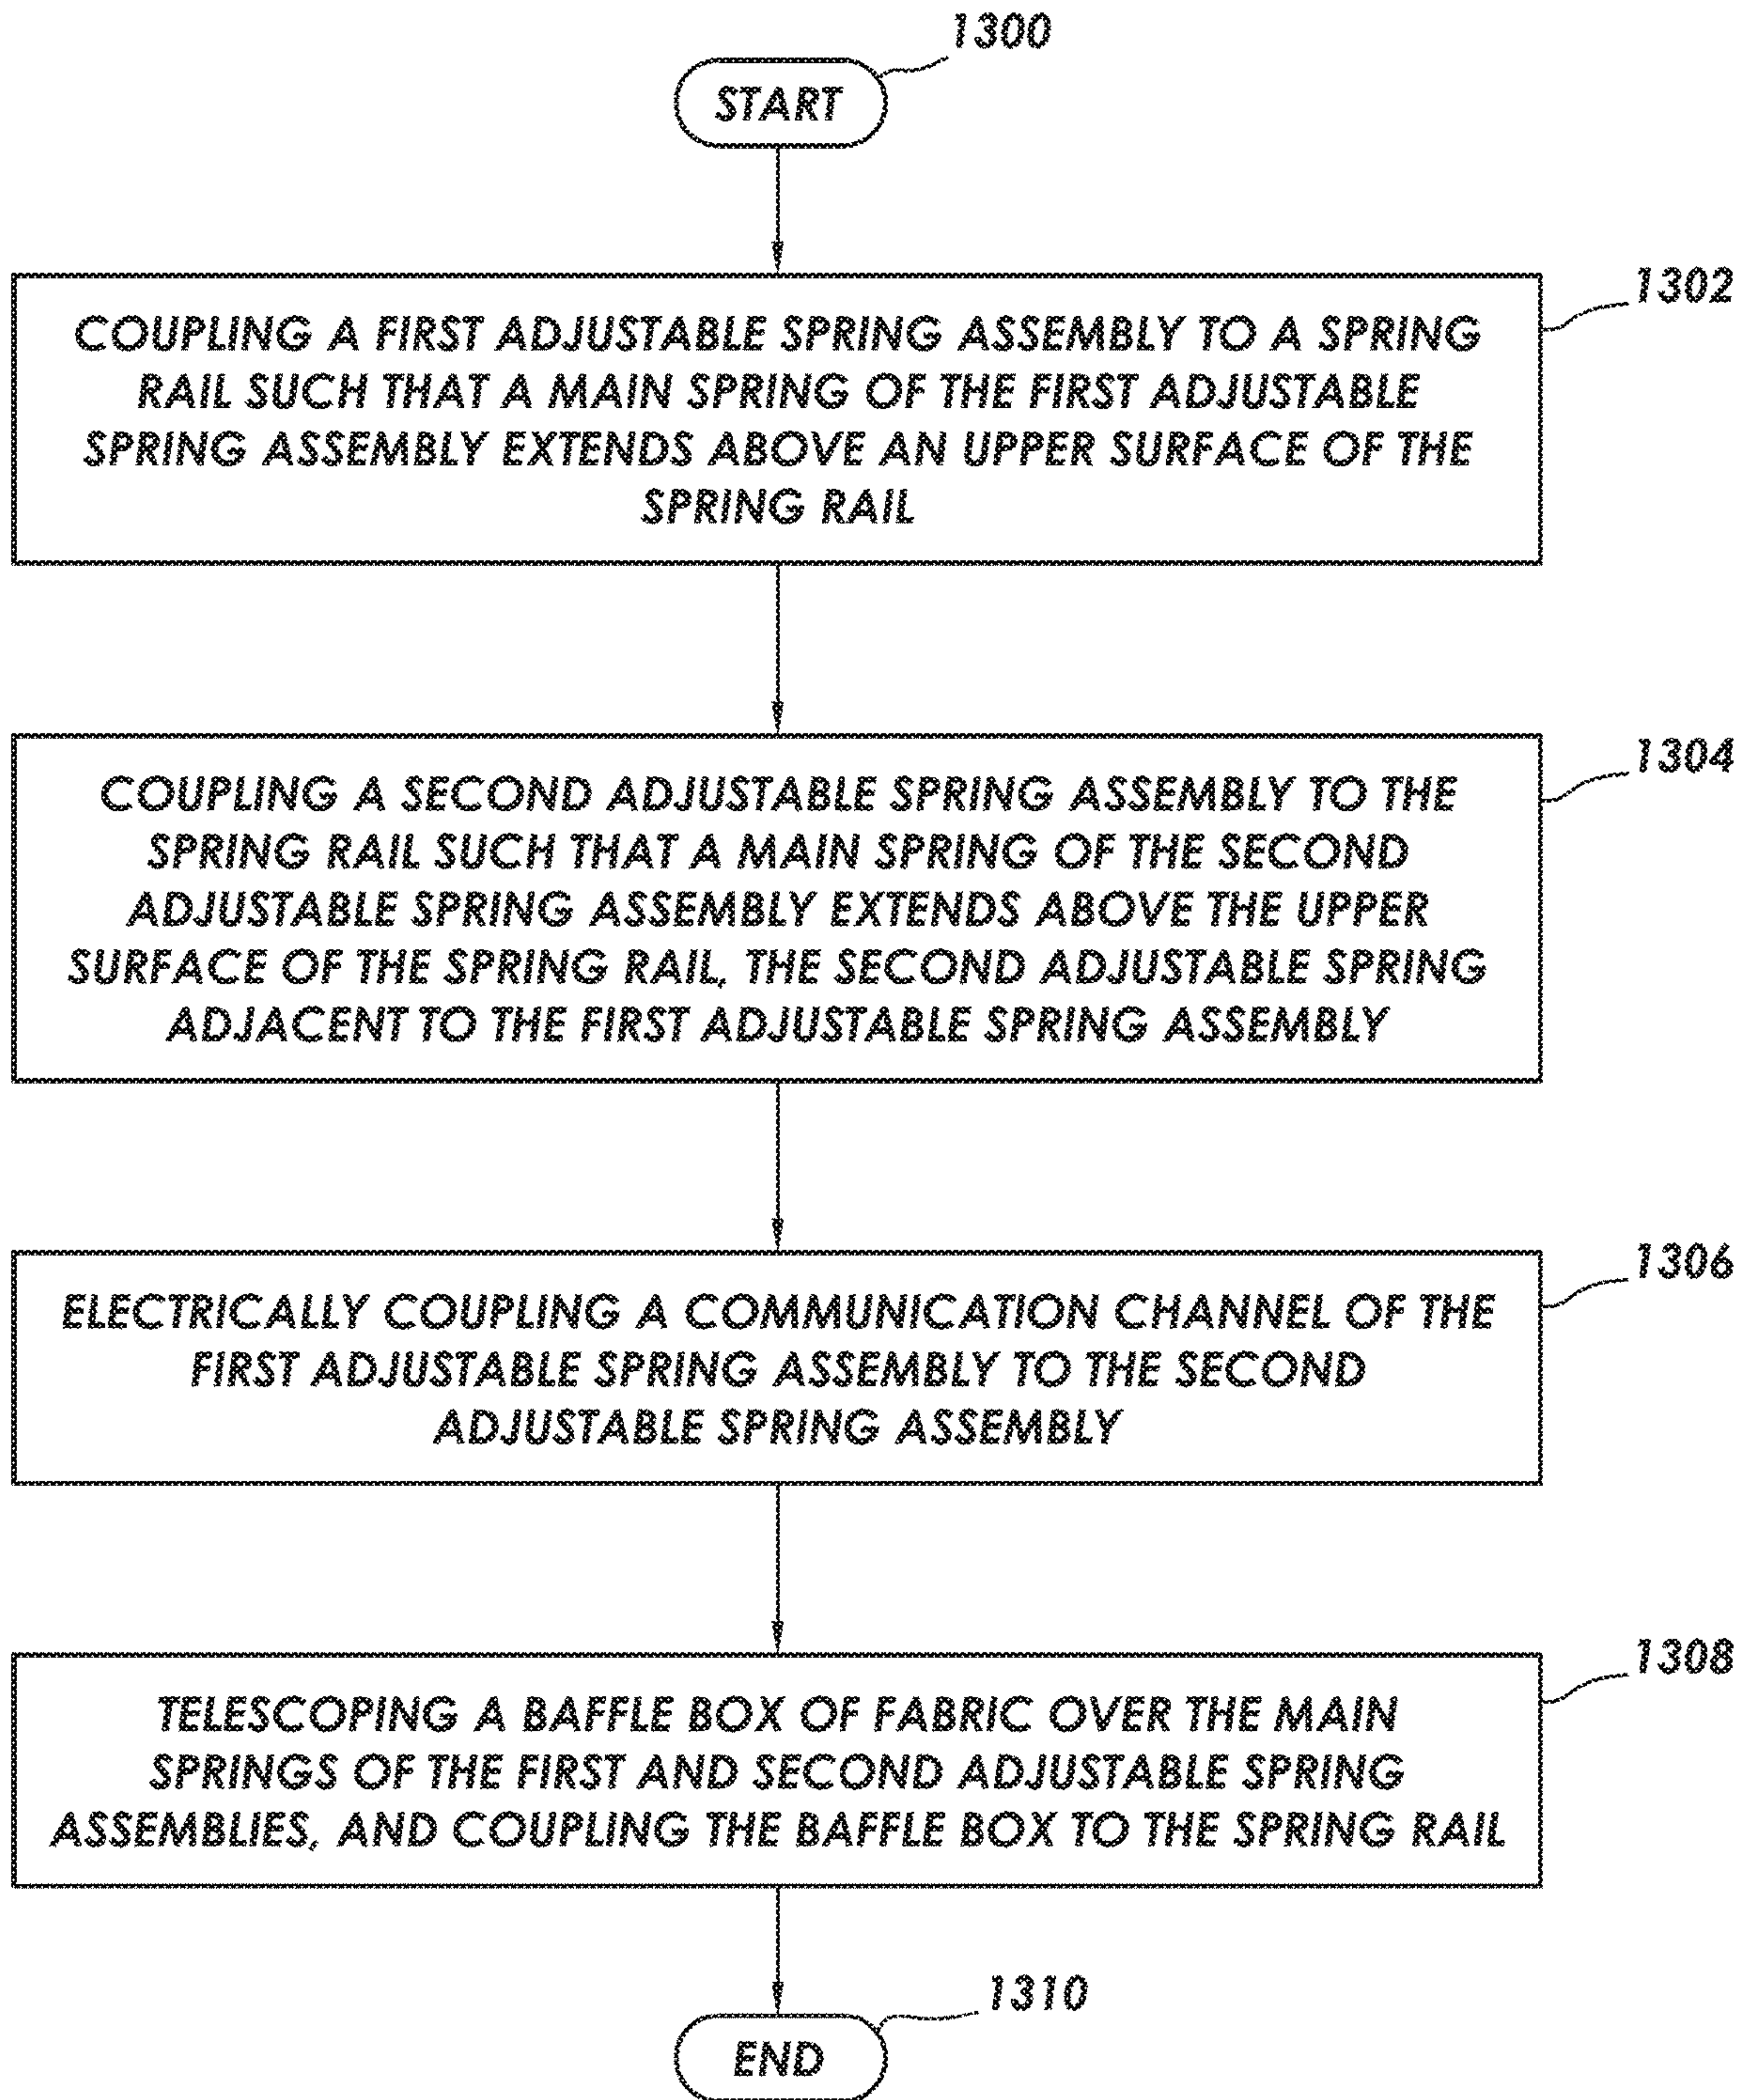 1300
START
1302
COUPLING A FIRST ADJUSTABLE SPRING ASSEMBLY TO A SPRING
RAIL SUCH THAT A MAIN SPRING OF THE FIRST ADJUSTABLE
SPRING ASSEMBLY EXTENDS ABOVE AN UPPER SURFACE OF THE
SPRING RAIL
1304
COUPLING A SECOND ADJUSTABLE SPRING ASSEMBLY TO THE
SPRING RAIL SUCH THAT A MAIN SPRING OF THE SECOND
ADJUSTABLE SPRING ASSEMBLY EXTENDS ABOVE THE UPPER
SURFACE OF THE SPRING RAIL, THE SECOND ADJUSTABLE SPRING
ADJACENT TO THE FIRST ADJUSTABLE SPRING ASSEMBLY
1306
ELECTRICALLY COUPLING A COMMUNICATION CHANNEL OF THE
FIRST ADJUSTABLE SPRING ASSEMBLY TO THE SECOND
ADJUSTABLE SPRING ASSEMBLY
1308
TELESCOPING A BAFFLE BOX OF FABRIC OVER THE MAIN
SPRINGS OF THE FIRST AND SECOND ADJUSTABLE SPRING
ASSEMBLIES, AND COUPLING THE BAFFLE BOX TO THE SPRING RAIL
1310
END